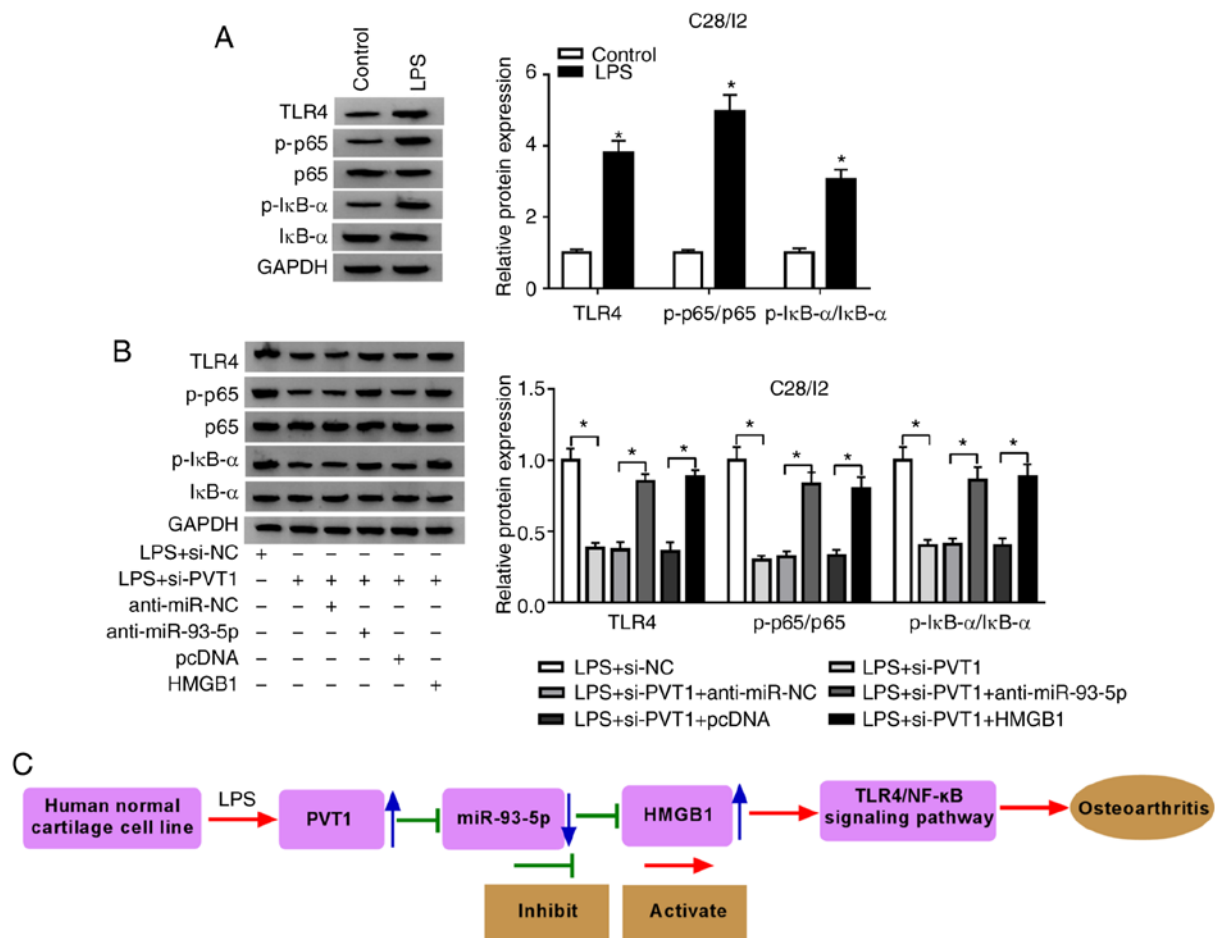 A
Control
LPS
TLR4
p-p65
p65
p-IκB-α
IκB-α
GAPDH
C28/I2
Control
LPS
Relative protein expression
6
4
2
0
* * *
TLR4 p-p65/p65 p-IκB-α/IκB-α
B
TLR4
p-p65
p65
p-IκB-α
IκB-α
GAPDH
LPS+si-NC + – – – – –
LPS+si-PVT1 – + + + + +
anti-miR-NC – – + – – –
anti-miR-93-5p – – – + – –
pcDNA – – – – + –
HMGB1 – – – – – +
C28/I2
Relative protein expression
1.5
1.0
0.5
0.0
* * * * * * * * *
TLR4 p-p65/p65 p-IκB-α/IκB-α
LPS+si-NC LPS+si-PVT1
LPS+si-PVT1+anti-miR-NC LPS+si-PVT1+anti-miR-93-5p
LPS+si-PVT1+pcDNA LPS+si-PVT1+HMGB1
C
Human normal
cartilage cell line
LPS
PVT1
miR-93-5p
HMGB1
TLR4/NF-κB
signaling pathway
Osteoarthritis
Inhibit
Activate